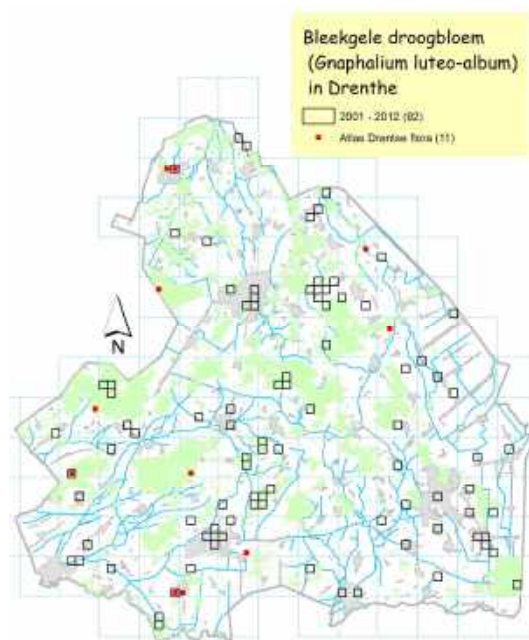 Bleekgele droogbloem
(Gnaphalium luteo-album)
in Drenthe
2001 - 2012 (82)
Atlas Drentse flora (11)
N